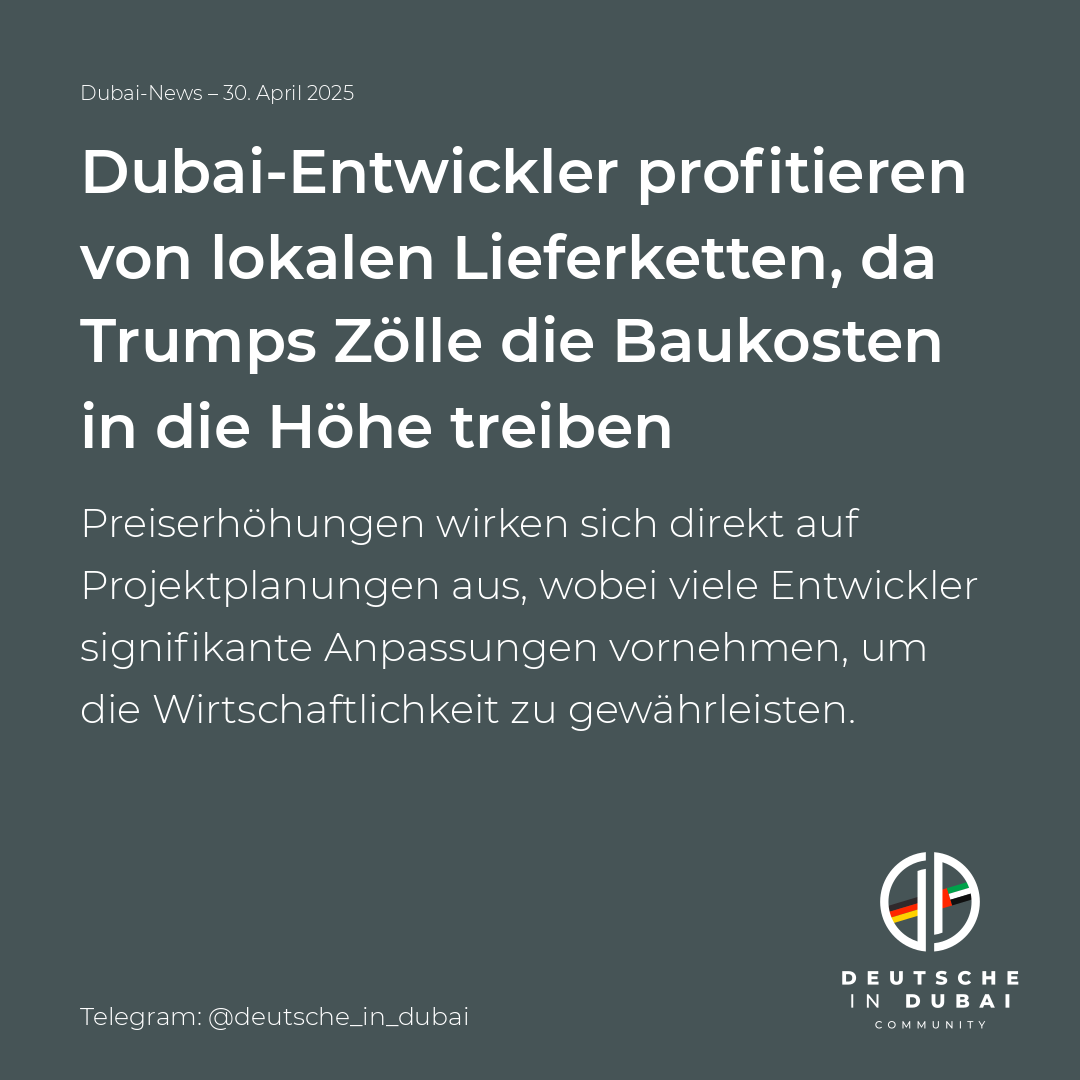 Dubai-News – 30. April 2025
Dubai-Entwickler profitieren
von lokalen Lieferketten, da
Trumps Zölle die Baukosten
in die Höhe treiben
Preiserhöhungen wirken sich direkt auf
Projektplanungen aus, wobei viele Entwickler
signifikante Anpassungen vornehmen, um
die Wirtschaftlichkeit zu gewährleisten.
DEUTSCHE
IN DUBAI
COMMUNITY
Telegram: @deutsche_in_dubai